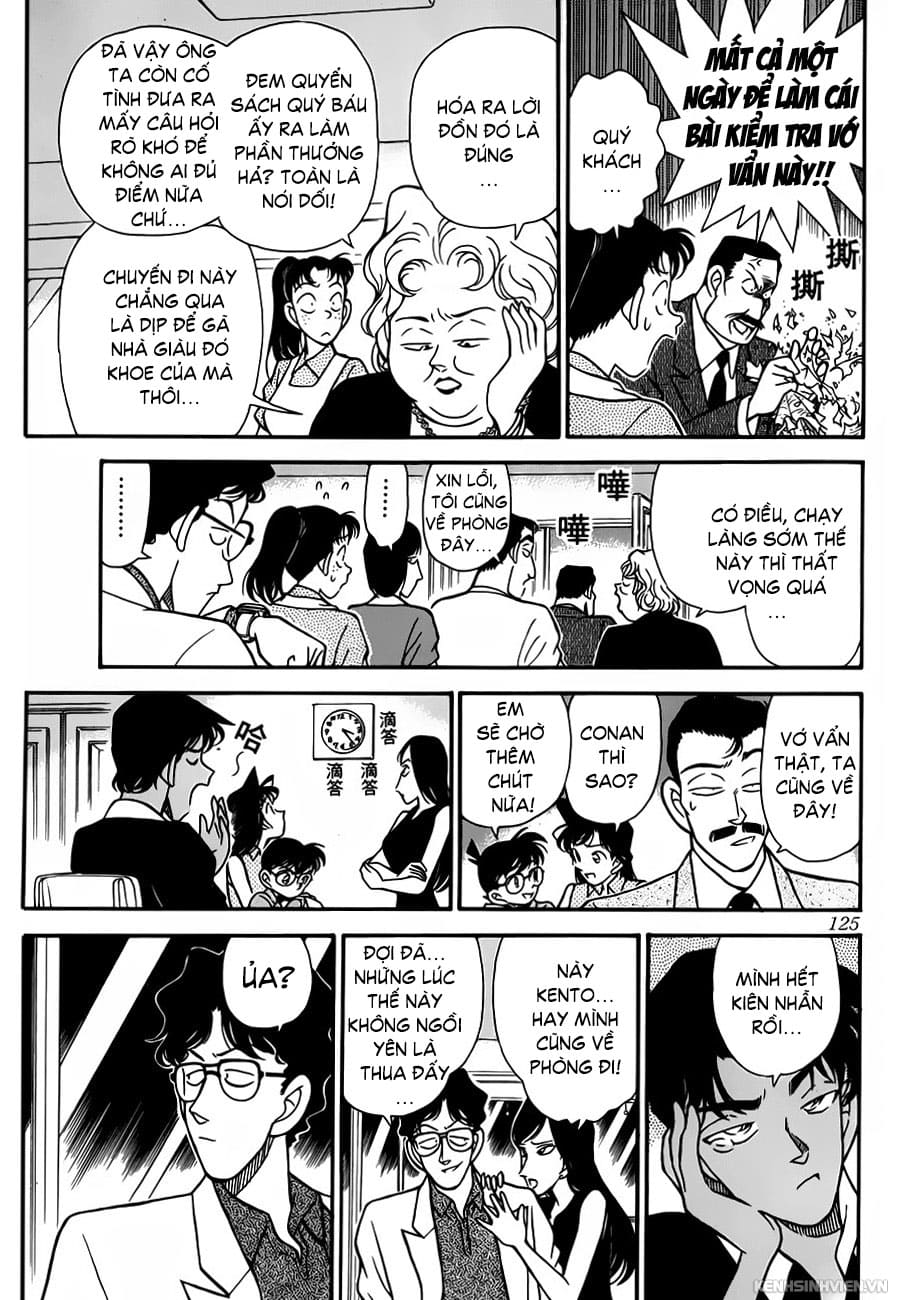 MẤT CẢ MỘT
NGÀY ĐỂ LÀM CÁI
BÀI KIỂM TRA VỚ
VẨN NÀY!!
QUÝ
KHÁCH
...
撕
撕
HÓA RA LỜI
ĐỒN ĐÓ LÀ
ĐÚNG
...
ĐEM QUYỂN
SÁCH QUÝ BÁU
ẤY RA LÀM
PHẦN THƯỞNG
HẢ? TOÀN LÀ
NÓI DỐI!
ĐÃ VẬY ÔNG
TA CÒN CỐ
TÌNH ĐƯA RA
MẤY CÂU HỎI
RÕ KHÓ ĐỂ
KHÔNG AI ĐỦ
ĐIỂM NỮA
CHỨ...
CHUYẾN ĐI NÀY
CHẲNG QUA
LÀ DỊP ĐỂ GÃ
NHÀ GIÀU ĐÓ
KHOE CỦA MÀ
THÔI...
CÓ ĐIỀU, CHẠY
LÀNG SỚM THẾ
NÀY THÌ THẤT
VỌNG QUÁ
...
嘩
嘩
XIN LỖI,
TÔI CŨNG
VỀ PHÒNG
ĐÂY...
......
......
VỚ VẨN
THẬT, TA
CŨNG VỀ
ĐÂY!
CONAN
THÌ
SAO?
EM
SẼ CHỜ
THÊM
CHÚT
NỮA!
滴答
滴答
滴答
哈
125
MÌNH HẾT
KIÊN NHẪN
RỒI...
NÀY
KENTO...
HAY MÌNH
CŨNG VỀ
PHÒNG ĐI!
ĐỢI ĐÃ...
NHỮNG LÚC
THẾ NÀY
KHÔNG NGỒI
YÊN LÀ
THUA ĐẤY
...
ỦA?
KENHSINHVIEN.VN